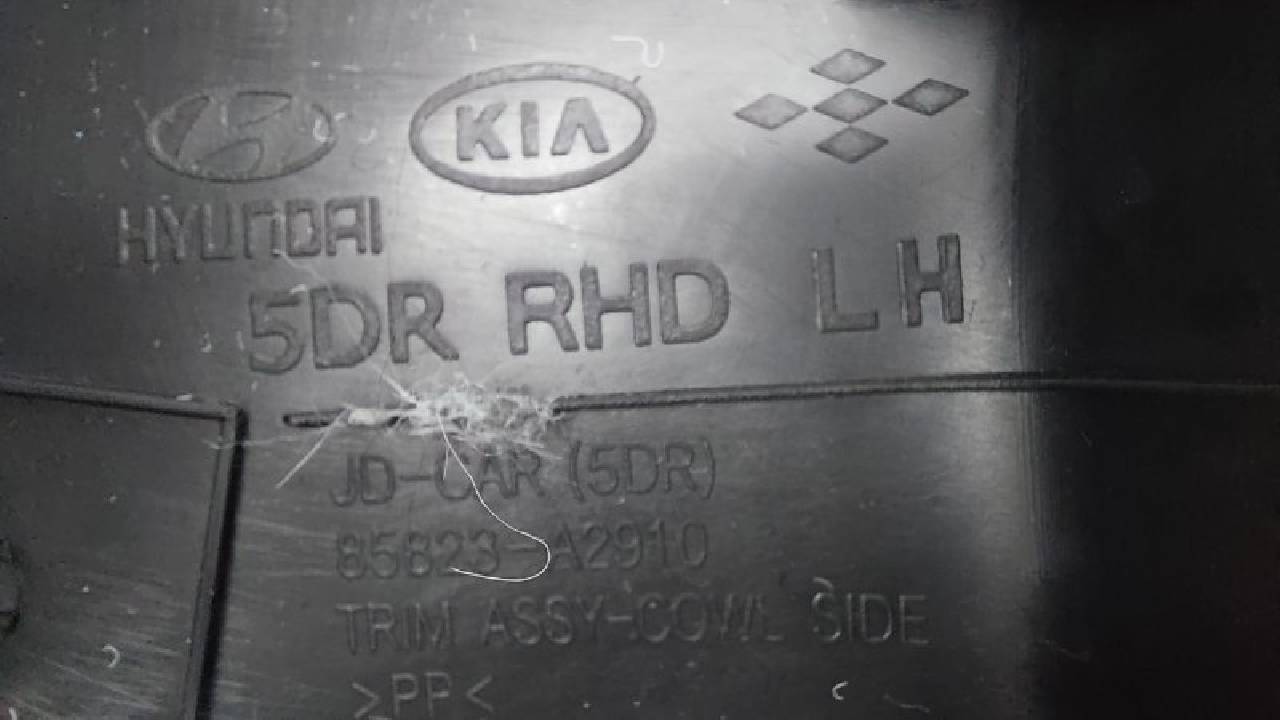 KIA
HYUNDAI
5DR RHD LH
JD-CAR (5DR)
85823-A2910
TRIM ASSY-COWL SIDE
>PP<